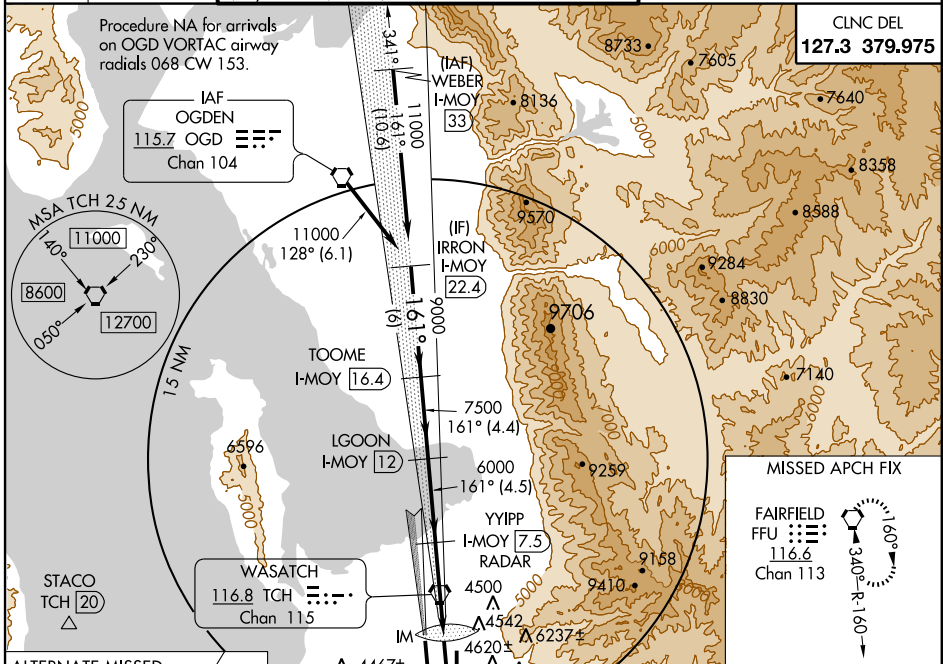 Procedure NA for arrivals
on OGD VORTAC airway
radials 068 CW 153.
CLNC DEL
127.3 379.975
IAF
OGDEN
115.7 OGD
Chan 104
341°
161°
(10.6)
11000
(IAF)
WEBER
I-MOY
33
8733
7605
8136
7640
5000
5000
5000
8358
8588
9570
9284
8830
MSA TCH 25 NM
140°
11000
230°
8600
050°
12700
11000
128° (6.1)
(IF)
IRRON
I-MOY
22.4
161°
(6)
9000
9706
6000
7140
15 NM
TOOME
I-MOY 16.4
7500
161° (4.4)
LGOON
I-MOY 12
6000
161° (4.5)
9259
6596
5000
YYIPP
I-MOY 7.5
RADAR
9158
9410
WASATCH
116.8 TCH
Chan 115
STACO
TCH 20
4500
4542
6237±
4620±
IM
4467±
MISSED APCH FIX
FAIRFIELD
FFU
116.6
Chan 113
160°
340°
R-160
6000
ALTERNATE MISSED